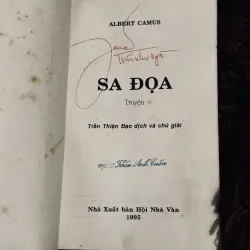 ALBERT CAMUS
SA ĐỌA
Truyện
Trần Thiện Đạo dịch và chú giải
Nhà Xuất bản Hội Nhà Văn
1995